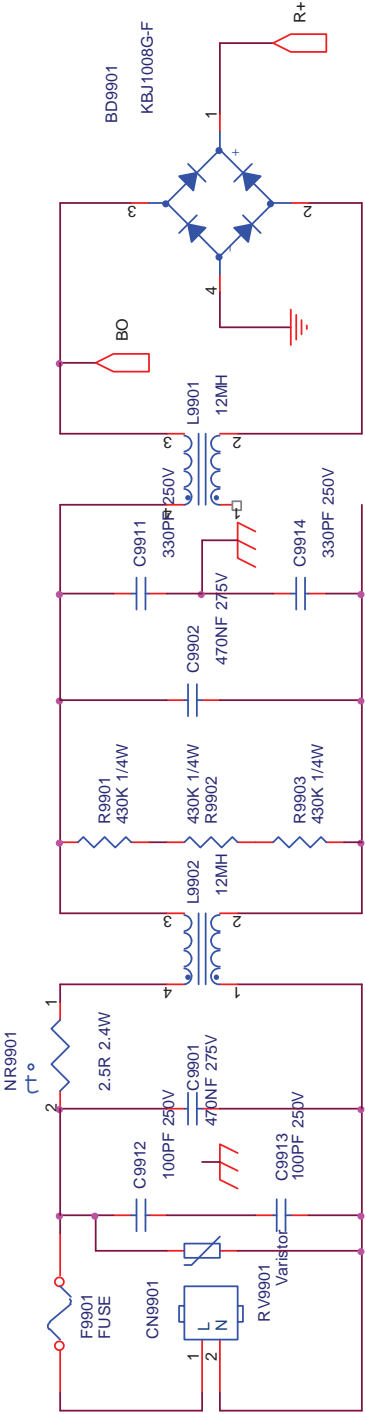 CN9901
1
2
L
N
F9901
FUSE
RV9901
Varistor
C9912
100PF 250V
C9913
100PF 250V
C9901
470NF 275V
NR9901
t°
2
1
2.5R 2.4W
4
3
1
2
L9902
12MH
R9901
430K 1/4W
430K 1/4W
R9902
R9903
430K 1/4W
C9902
470NF 275V
C9911
330PF 250V
C9914
330PF 250V
4
3
1
2
L9901
12MH
BO
BD9901
KBJ1008G-F
3
2
4
1
+
-
R+